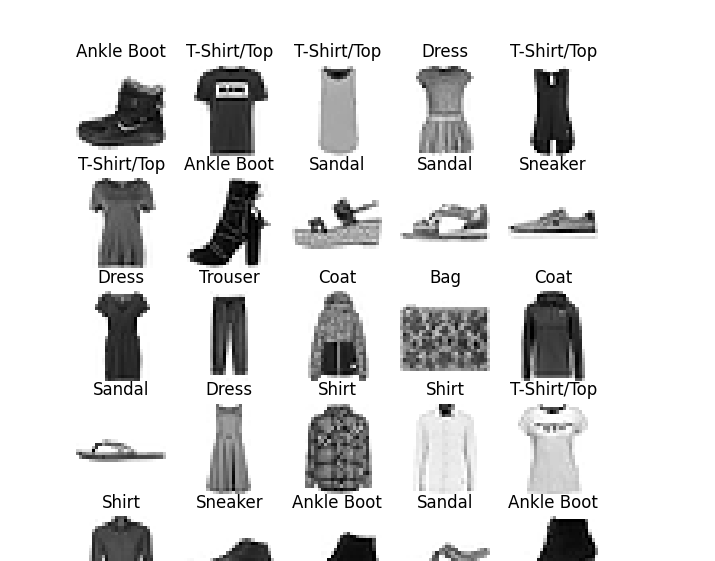 Ankle Boot T-Shirt/Top T-Shirt/Top Dress T-Shirt/Top
T-Shirt/Top Ankle Boot Sandal Sandal Sneaker
Dress Trouser Coat Bag Coat
Sandal Dress Shirt Shirt T-Shirt/Top
Shirt Sneaker Ankle Boot Sandal Ankle Boot